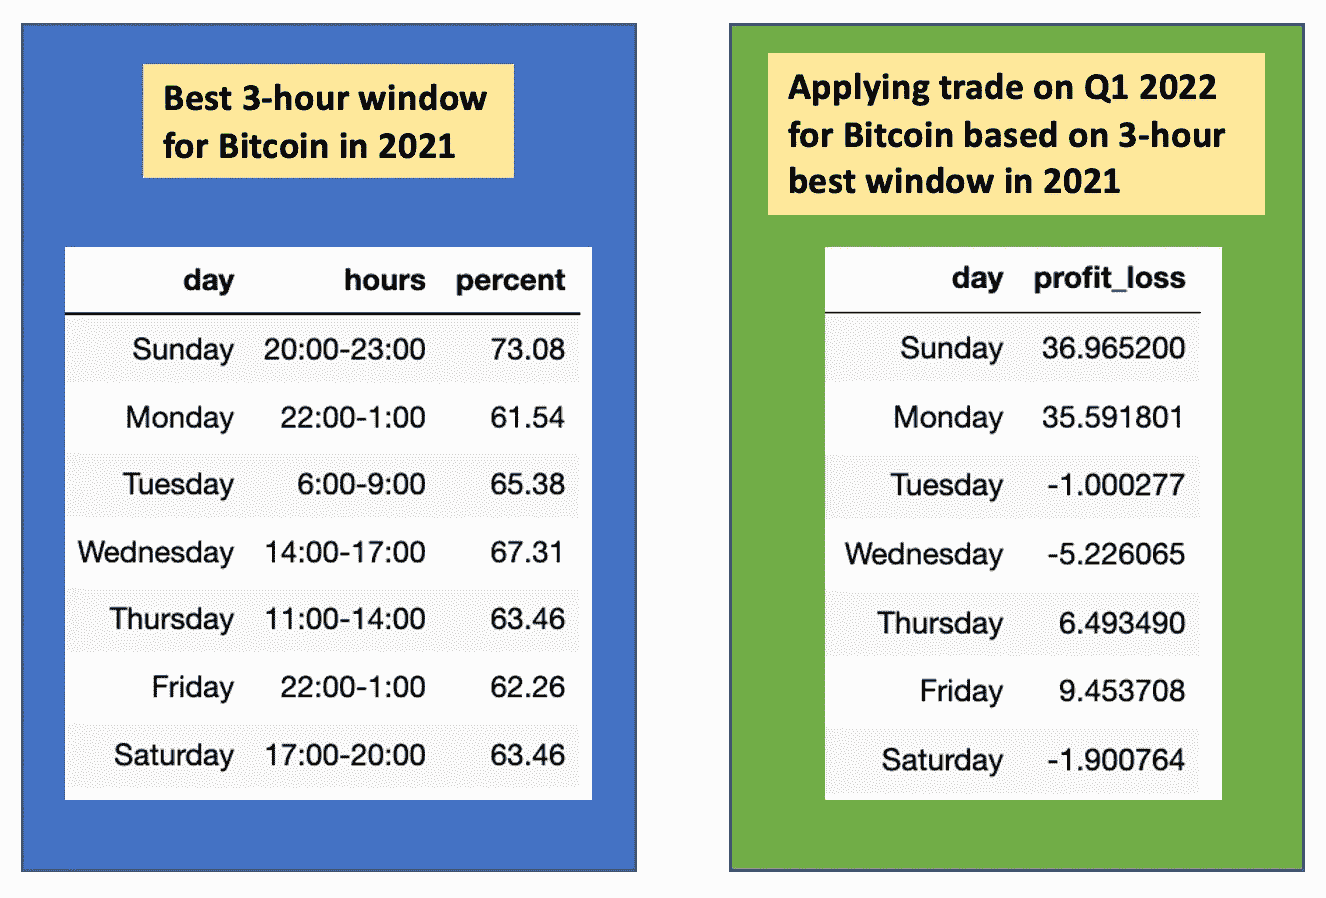 Best 3-hour window
for Bitcoin in 2021
day hours percent
Sunday 20:00-23:00 73.08
Monday 22:00-1:00 61.54
Tuesday 6:00-9:00 65.38
Wednesday 14:00-17:00 67.31
Thursday 11:00-14:00 63.46
Friday 22:00-1:00 62.26
Saturday 17:00-20:00 63.46
Applying trade on Q1 2022
for Bitcoin based on 3-hour
best window in 2021
day profit_loss
Sunday 36.965200
Monday 35.591801
Tuesday -1.000277
Wednesday -5.226065
Thursday 6.493490
Friday 9.453708
Saturday -1.900764